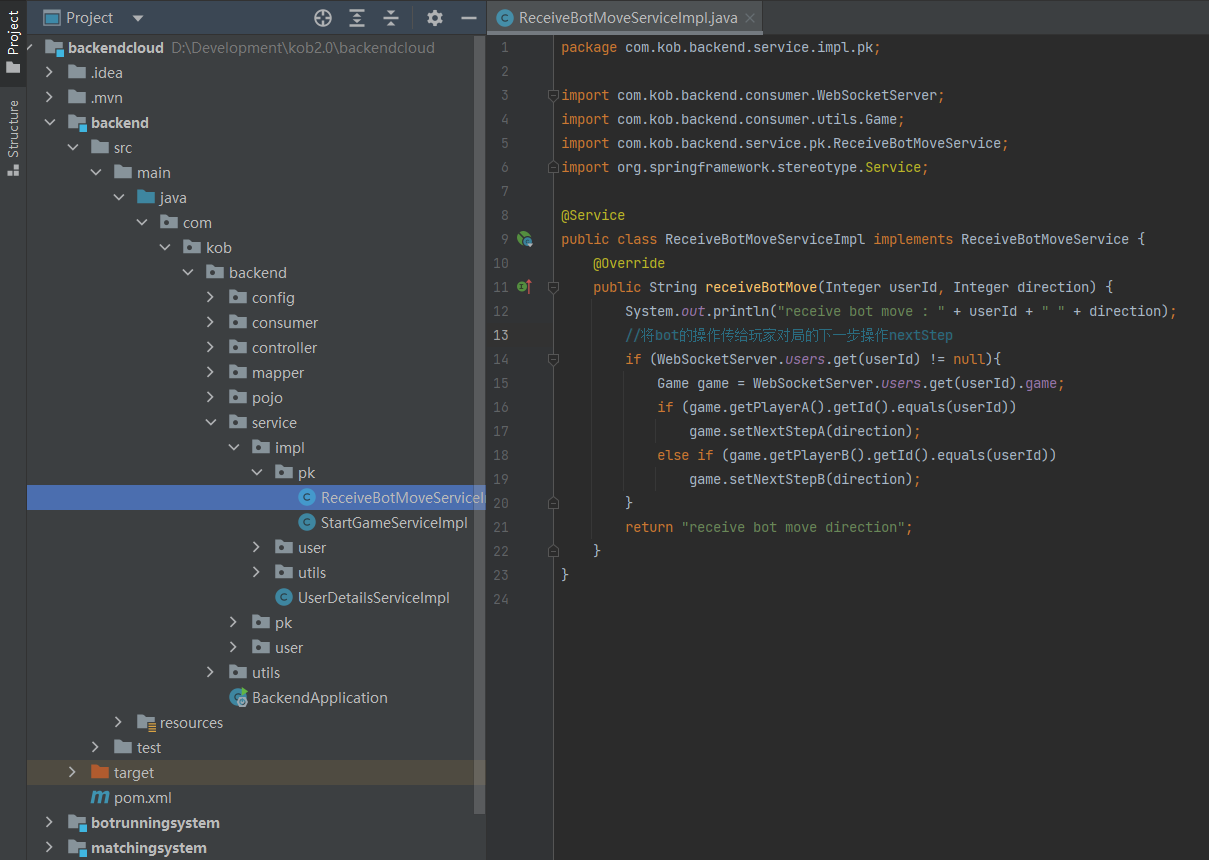 Project
Structure
Project
backendcloud D:\Development\kob2.0\backendcloud
.idea
.mvn
backend
src
main
java
com
kob
backend
config
consumer
controller
mapper
pojo
service
impl
pk
ReceiveBotMoveServiceI
StartGameServiceImpl
user
utils
UserDetailsServiceImpl
pk
user
utils
BackendApplication
resources
test
target
pom.xml
botrunningsystem
matchingsystem
ReceiveBotMoveServiceImpl.java
1 package com.kob.backend.service.impl.pk;
2
3 import com.kob.backend.consumer.WebSocketServer;
4 import com.kob.backend.consumer.utils.Game;
5 import com.kob.backend.service.pk.ReceiveBotMoveService;
6 import org.springframework.stereotype.Service;
7
8 @Service
9 public class ReceiveBotMoveServiceImpl implements ReceiveBotMoveService {
10 @Override
11 public String receiveBotMove(Integer userId, Integer direction) {
12 System.out.println("receive bot move : " + userId + " " + direction);
13 //将bot的操作传给玩家对局的下一步操作nextStep
14 if (WebSocketServer.users.get(userId) != null){
15 Game game = WebSocketServer.users.get(userId).game;
16 if (game.getPlayerA().getId().equals(userId))
17 game.setNextStepA(direction);
18 else if (game.getPlayerB().getId().equals(userId))
19 game.setNextStepB(direction);
20 }
21 return "receive bot move direction";
22 }
23 }
24